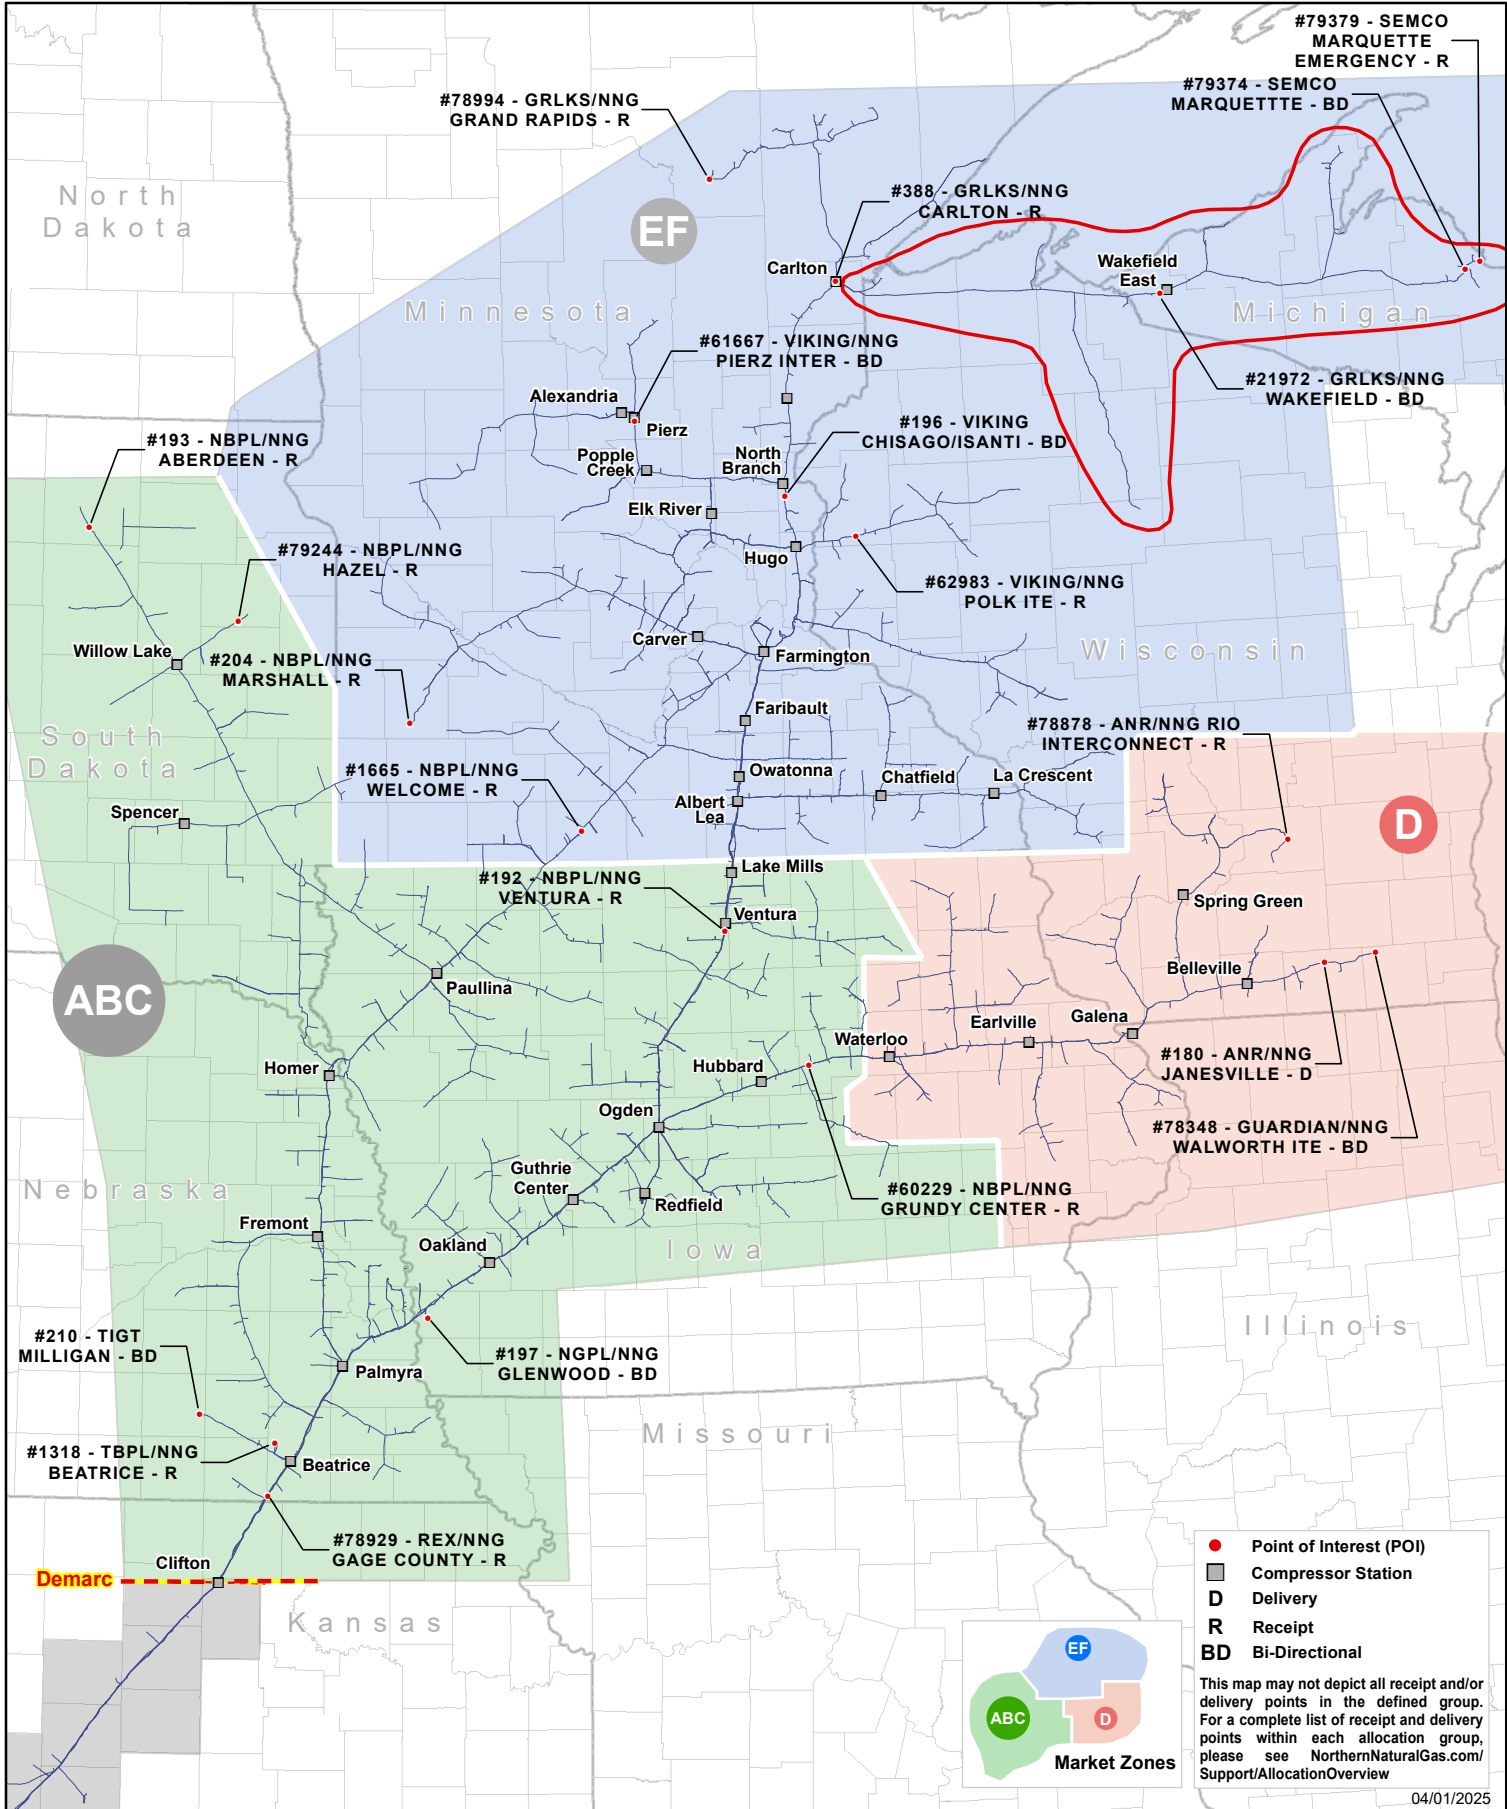 #79379 - SEMCO
MARQUETTE
EMERGENCY - R
#79374 - SEMCO
MARQUETTTE - BD
#78994 - GRLKS/NNG
GRAND RAPIDS - R
North
Dakota
#388 - GRLKS/NNG
CARLTON - R
EF
Carlton
Wakefield
East
Minnesota
Michigan
#61667 - VIKING/NNG
PIERZ INTER - BD
#21972 - GRLKS/NNG
WAKEFIELD - BD
Alexandria
Pierz
#196 - VIKING
CHISAGO/ISANTI - BD
#193 - NBPL/NNG
ABERDEEN - R
Popple
Creek
North
Branch
Elk River
Hugo
#79244 - NBPL/NNG
HAZEL - R
#62983 - VIKING/NNG
POLK ITE - R
Willow Lake
Carver
Farmington
Wisconsin
#204 - NBPL/NNG
MARSHALL - R
Faribault
South
Dakota
#78878 - ANR/NNG RIO
INTERCONNECT - R
#1665 - NBPL/NNG
WELCOME - R
Owatonna
Chatfield
La Crescent
Spencer
Albert
Lea
D
Lake Mills
#192 - NBPL/NNG
VENTURA - R
Ventura
Spring Green
ABC
Paullina
Belleville
Earlville
Galena
Waterloo
Homer
Hubbard
#180 - ANR/NNG
JANESVILLE - D
Ogden
#78348 - GUARDIAN/NNG
WALWORTH ITE - BD
Guthrie
Center
Redfield
#60229 - NBPL/NNG
GRUNDY CENTER - R
Nebraska
Fremont
Oakland
Iowa
#210 - TIGT
MILLIGAN - BD
Illinois
#197 - NGPL/NNG
GLENWOOD - BD
Palmyra
Missouri
#1318 - TBPL/NNG
BEATRICE - R
Beatrice
#78929 - REX/NNG
GAGE COUNTY - R
Clifton
Demarc
Kansas
Point of Interest (POI)
Compressor Station
D Delivery
R Receipt
BD Bi-Directional
This map may not depict all receipt and/or
delivery points in the defined group.
For a complete list of receipt and delivery
points within each allocation group,
please see NorthernNaturalGas.com/
Support/AllocationOverview
EF
ABC
D
Market Zones
04/01/2025